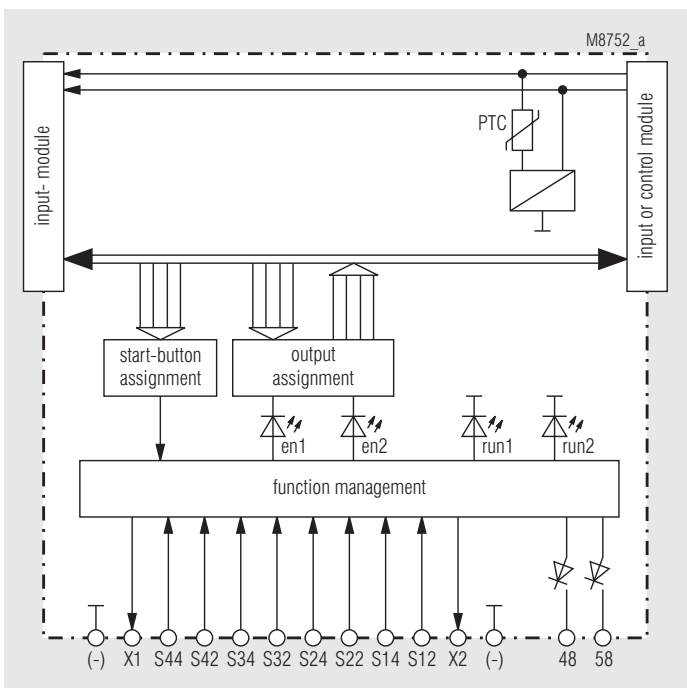 M8752_a
input- module
PTC
input or control module
start-button
assignment
output
assignment
en1
en2
run1
run2
function management
(-)
X1
S44
S42
S34
S32
S24
S22
S14
S12
X2
(-)
48
58